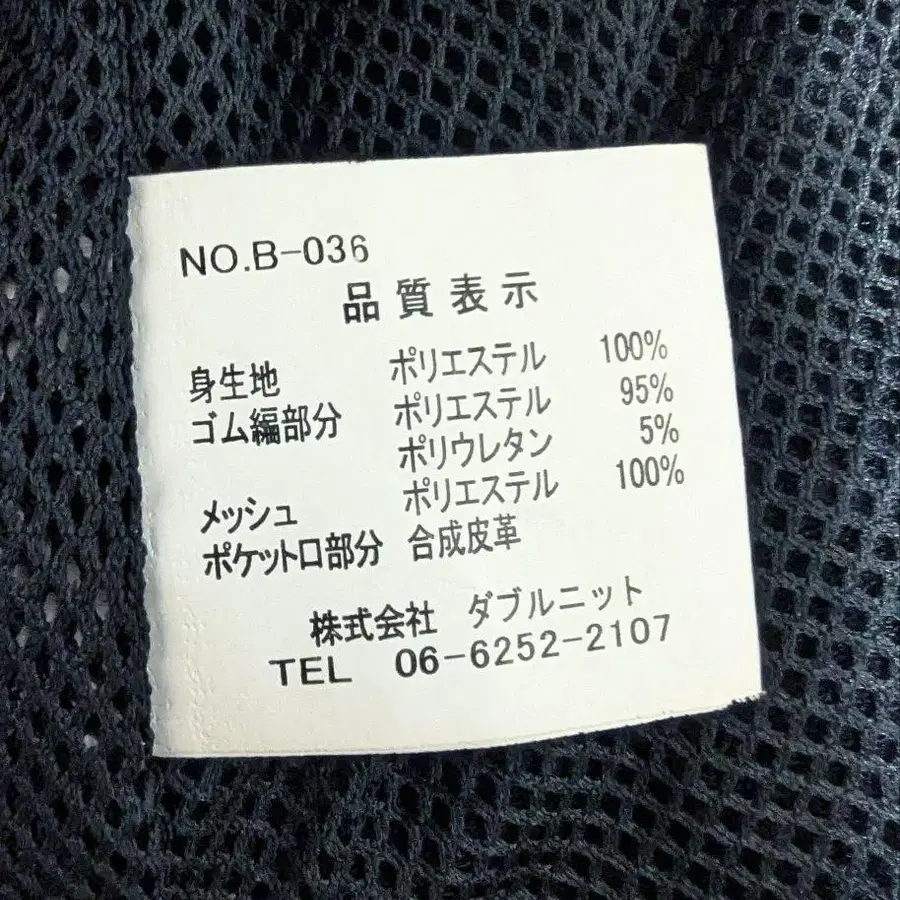 NO.B-036
品質表示
身生地 ポリエステル 100%
ゴム編部分 ポリエステル 95%
ポリウレタン 5%
メッシュ ポリエステル 100%
ポケット口部分 合成皮革
株式会社 ダブルニット
TEL 06-6252-2107